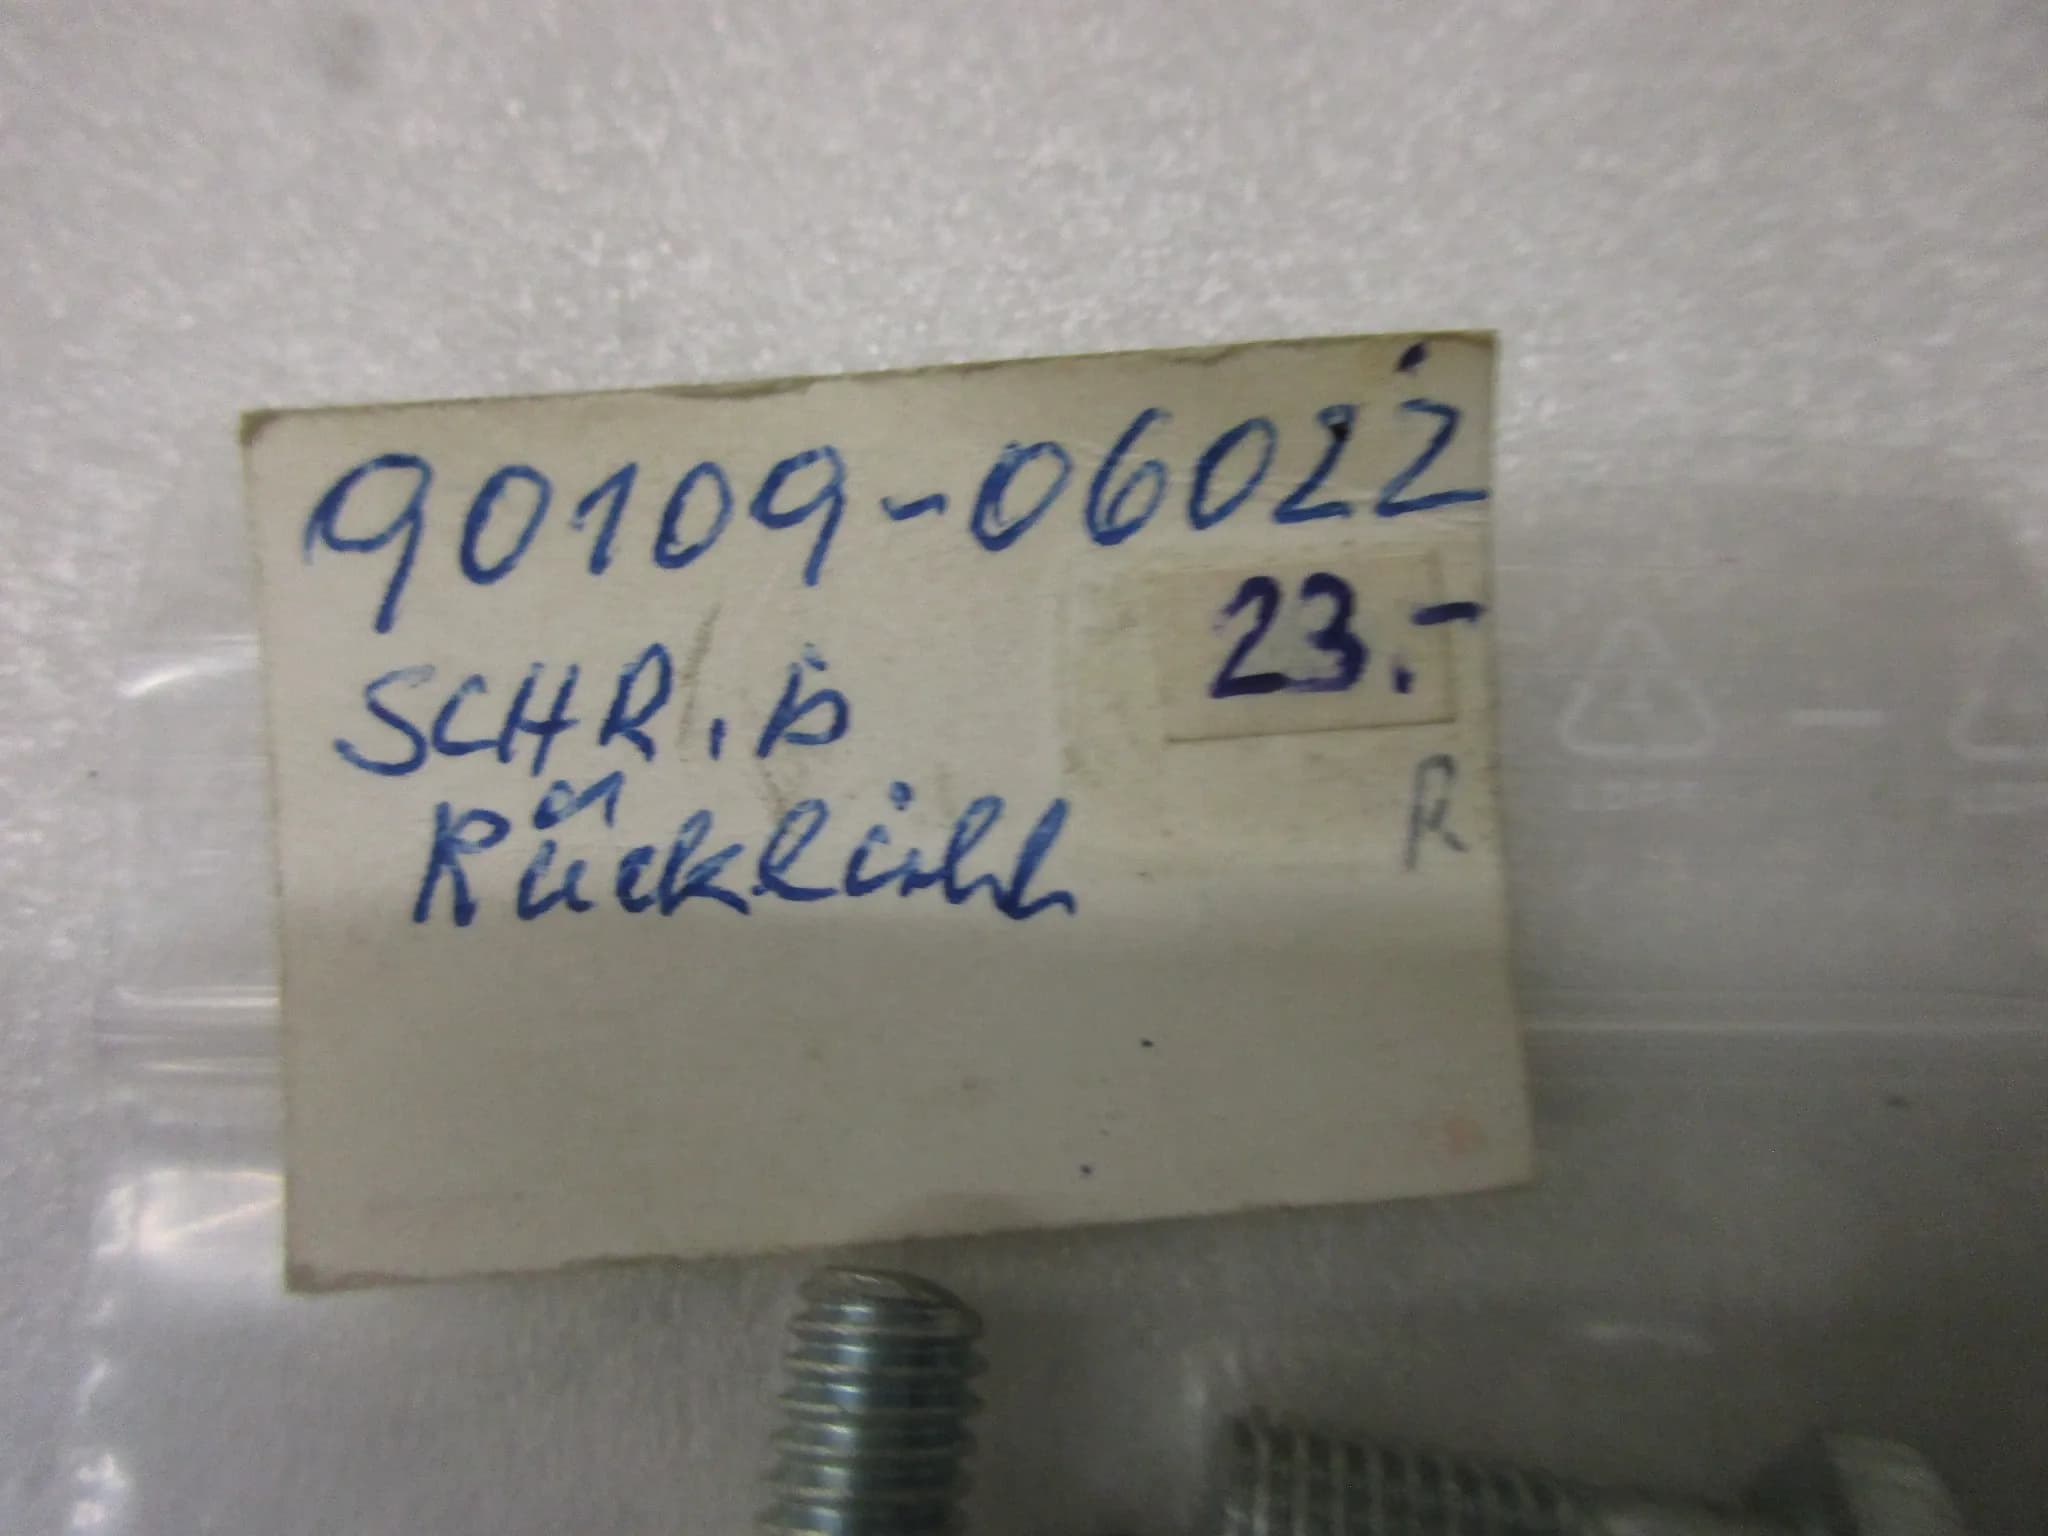 90109-06022
23.-
SCHR. b
R
Rücklicht